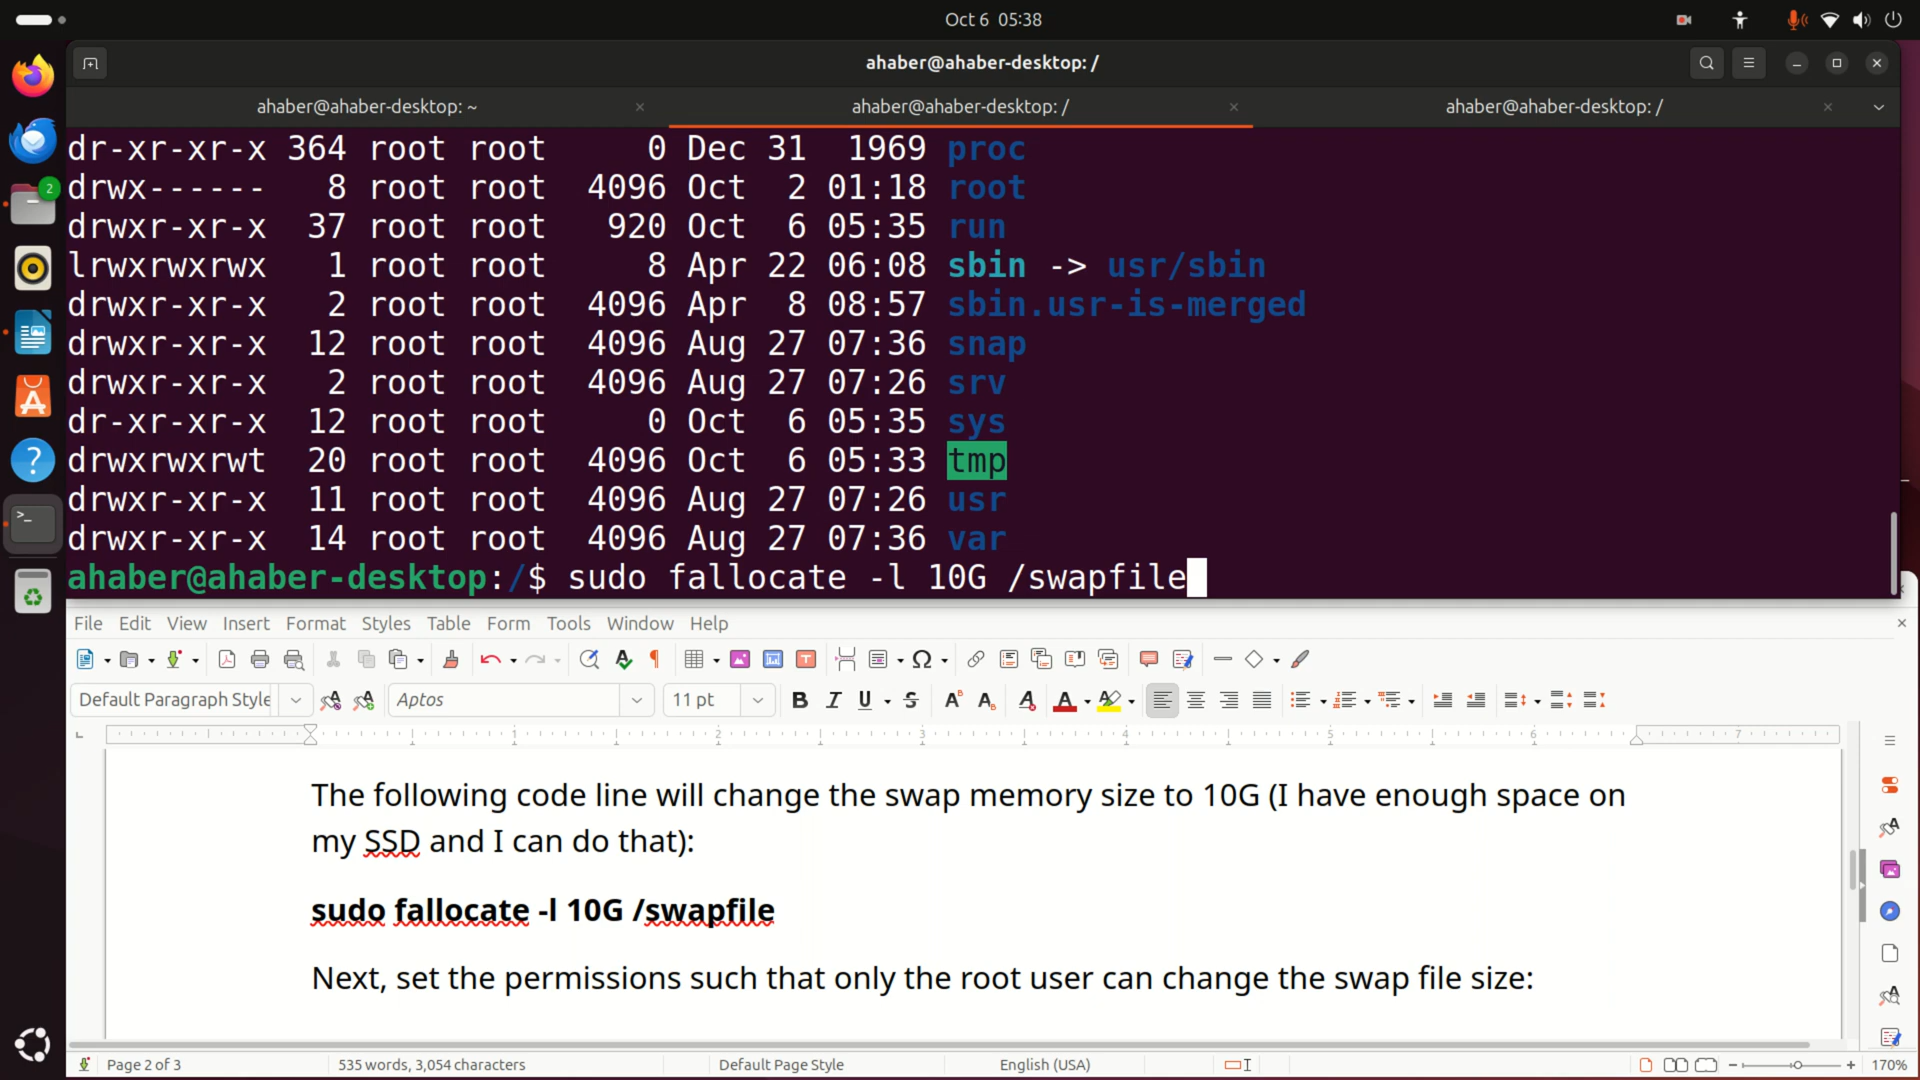 Oct 6 05:38
ahaber@ahaber-desktop: /
ahaber@ahaber-desktop: ~
ahaber@ahaber-desktop: /
ahaber@ahaber-desktop: /
2
dr-xr-xr-x 364 root root 0 Dec 31 1969 proc
drwx------ 8 root root 4096 Oct 2 01:18 root
drwxr-xr-x 37 root root 920 Oct 6 05:35 run
lrwxrwxrwx 1 root root 8 Apr 22 06:08 sbin -> usr/sbin
drwxr-xr-x 2 root root 4096 Apr 8 08:57 sbin.usr-is-merged
drwxr-xr-x 12 root root 4096 Aug 27 07:36 snap
drwxr-xr-x 2 root root 4096 Aug 27 07:26 srv
dr-xr-xr-x 12 root root 0 Oct 6 05:35 sys
drwxrwxrwt 20 root root 4096 Oct 6 05:33 tmp
drwxr-xr-x 11 root root 4096 Aug 27 07:26 usr
drwxr-xr-x 14 root root 4096 Aug 27 07:36 var
ahaber@ahaber-desktop:/$ sudo fallocate -l 10G /swapfile
File Edit View Insert Format Styles Table Form Tools Window Help
Default Paragraph Style Aptos 11 pt
1 2 3 4 5 6 7
The following code line will change the swap memory size to 10G (I have enough space on
my SSD and I can do that):
sudo fallocate -l 10G /swapfile
Next, set the permissions such that only the root user can change the swap file size:
Page 2 of 3 535 words, 3,054 characters Default Page Style English (USA) 170%